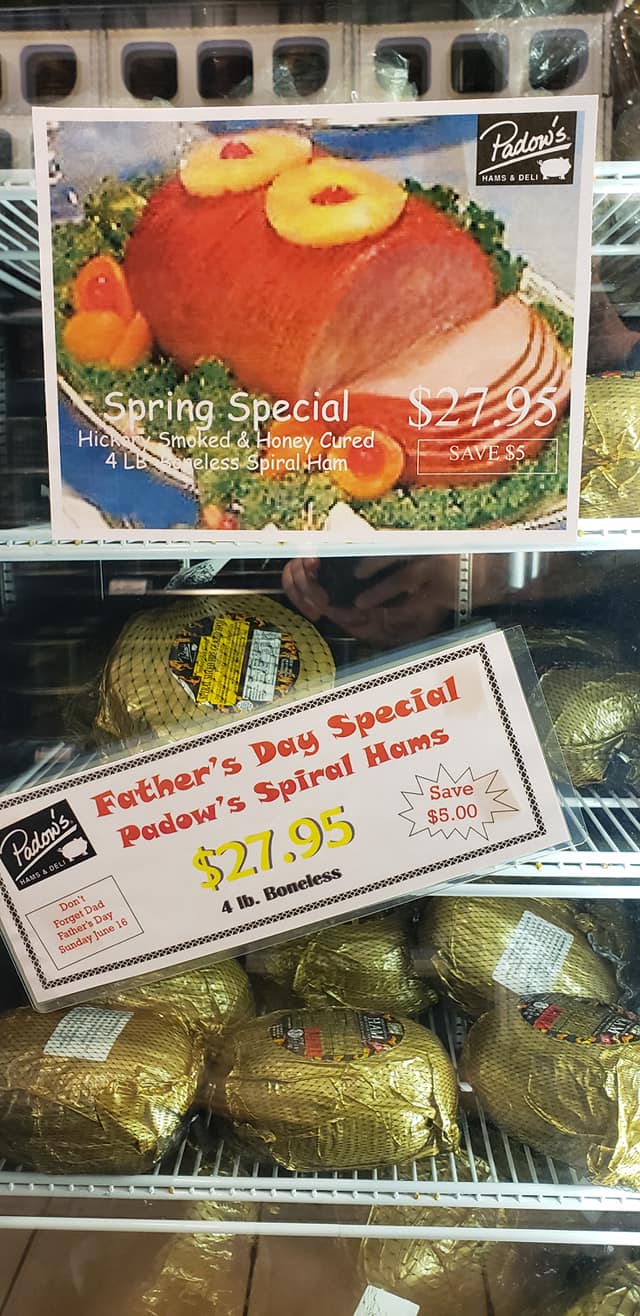 Padow's
HAMS & DELI
Spring Special
$27.95
Hickory Smoked & Honey Cured
SAVE $5
4 LB Boneless Spiral Ham
Father's Day Special
Padow's Spiral Hams
Save
$5.00
$27.95
4 lb. Boneless
Padow's
HAMS & DELI
Don't
Forget Dad
Father's Day
Sunday June 16
HAM